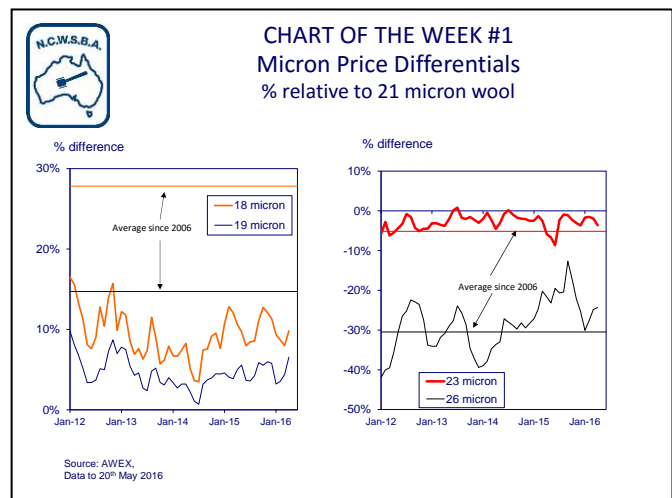 N.C.W.S.B.A.
CHART OF THE WEEK #1
Micron Price Differentials
% relative to 21 micron wool
% difference
30%
20%
10%
0%
18 micron
19 micron
Average since 2006
Jan-12
Jan-13
Jan-14
Jan-15
Jan-16
% difference
10%
0%
-10%
-20%
-30%
-40%
-50%
Average since 2006
23 micron
26 micron
Jan-12
Jan-13
Jan-14
Jan-15
Jan-16
Source: AWEX,
Data to 20th May 2016